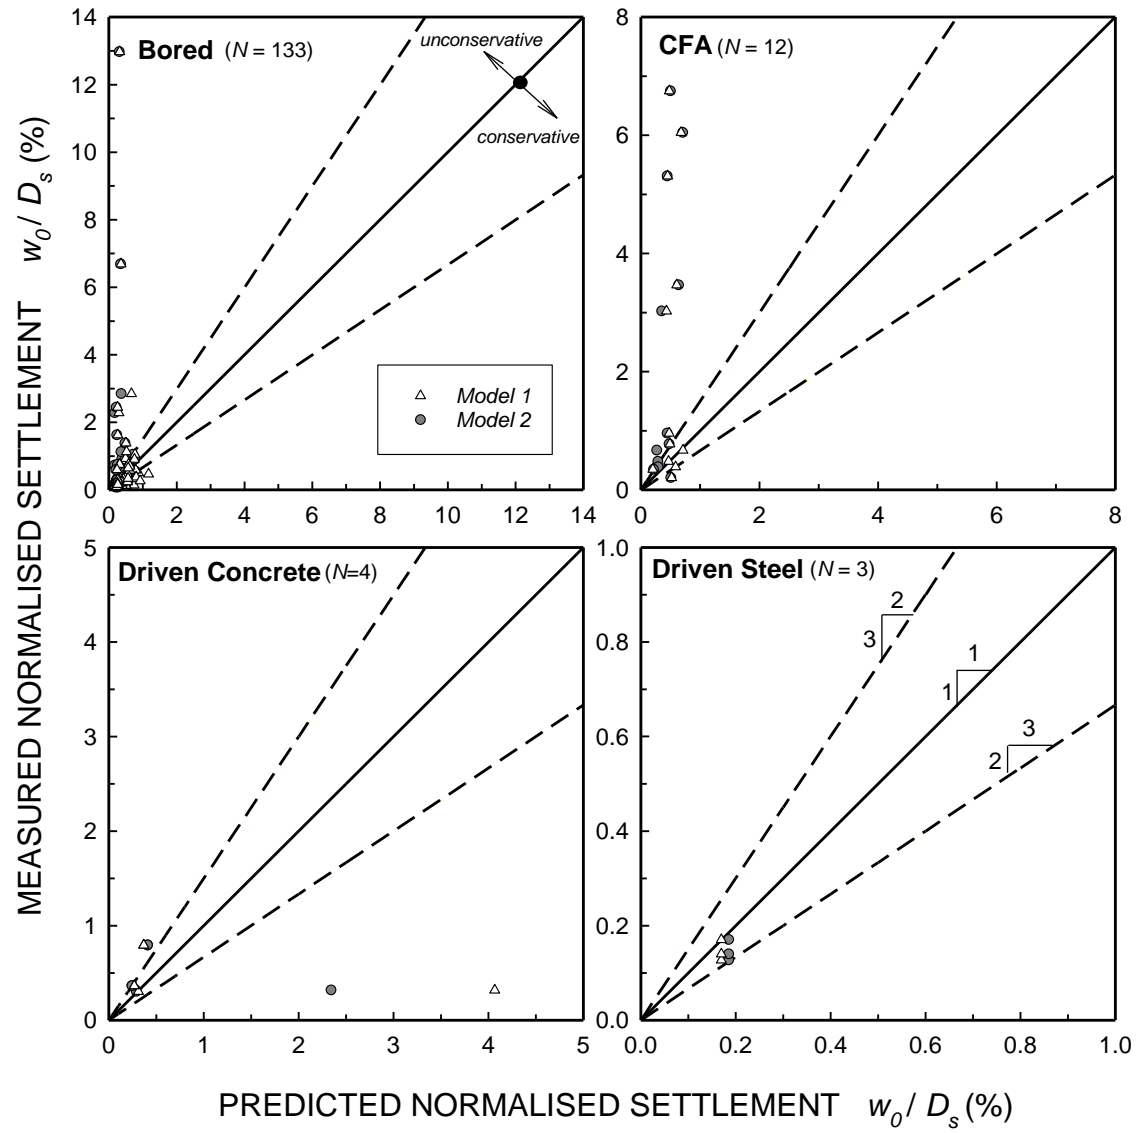 MEASURED NORMALISED SETTLEMENT w0 / Ds (%)
14
12
10
8
6
4
2
0
Bored (N = 133)
unconservative
conservative
Model 1
Model 2
0 2 4 6 8 10 12 14
8
6
4
2
0
CFA (N = 12)
0 2 4 6 8
5
4
3
2
1
0
Driven Concrete (N=4)
0 1 2 3 4 5
1.0
0.8
0.6
0.4
0.2
0.0
Driven Steel (N = 3)
2
3
1
1
3
2
0.2 0.4 0.6 0.8 1.0
PREDICTED NORMALISED SETTLEMENT w0 / Ds (%)